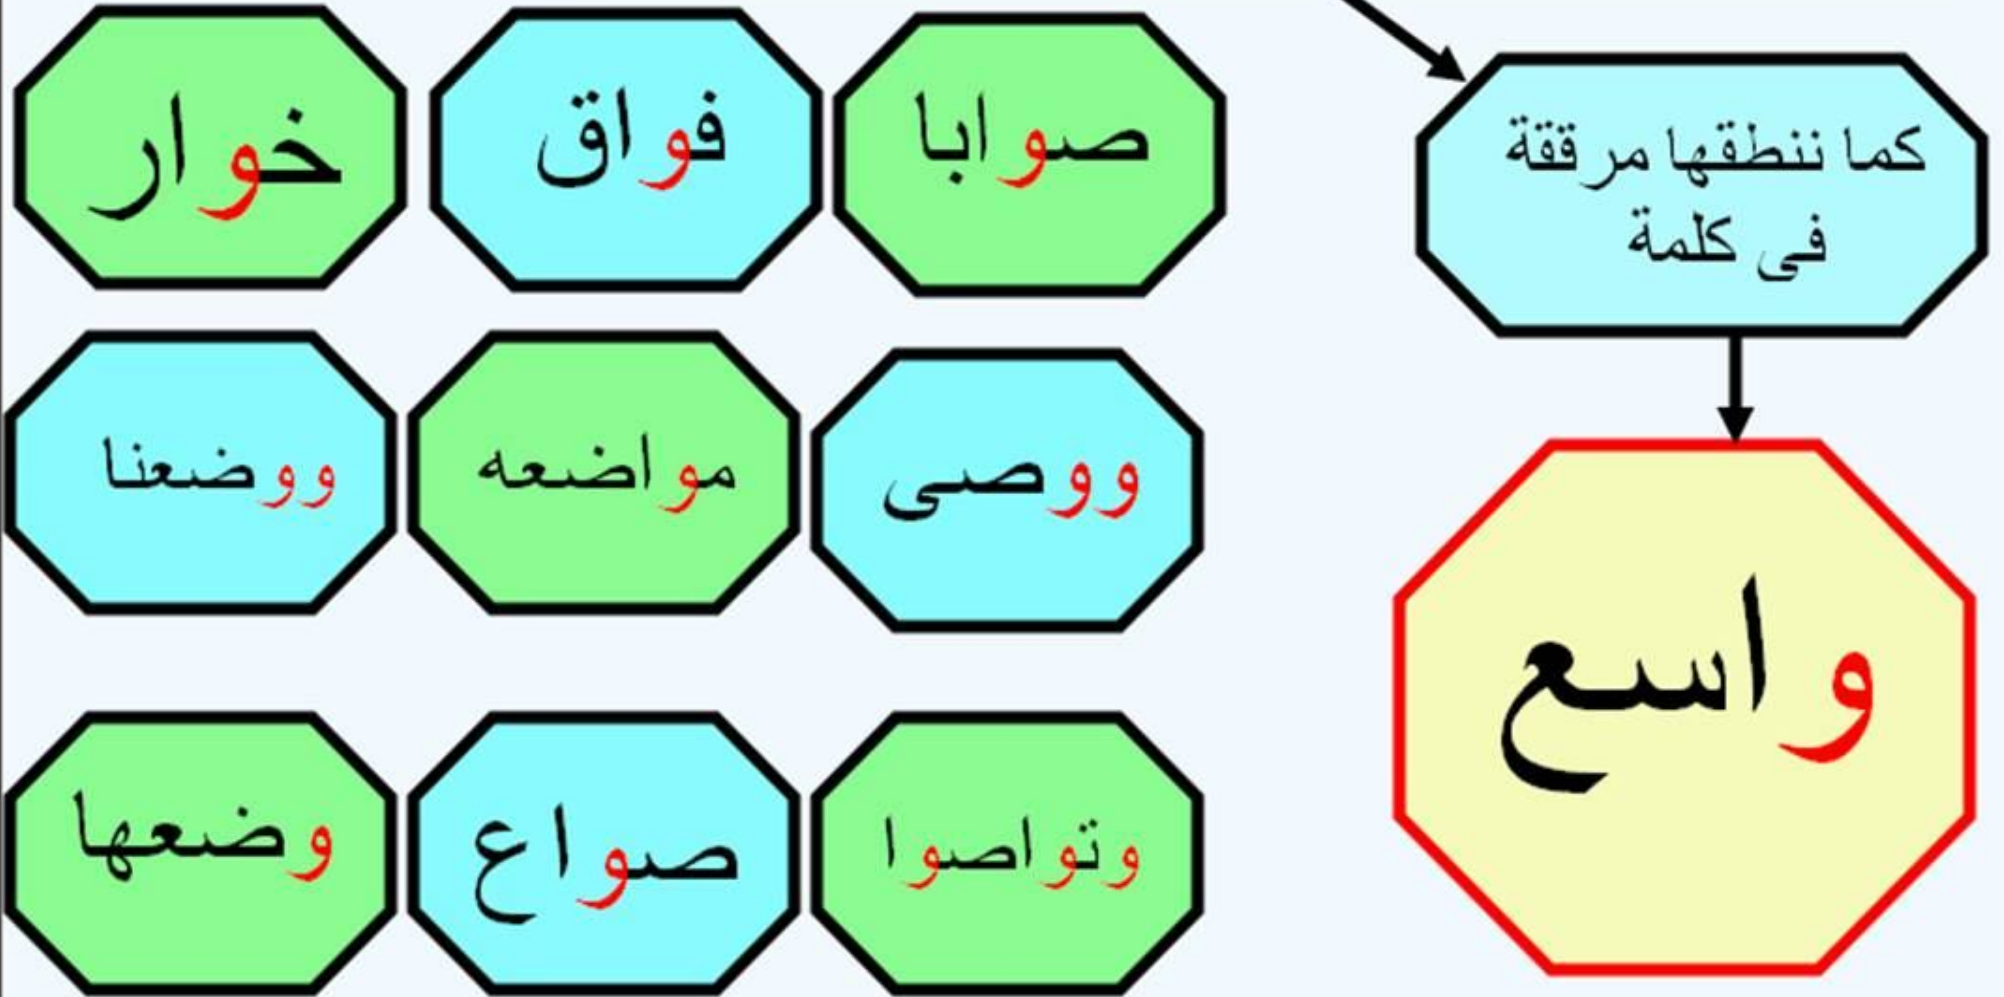 كما ننطقها مرققة
فى كلمة
واسع
صوابا
فواق
خوار
ووصى
مواضعه
ووضعنا
وتواصوا
صواع
وضعها